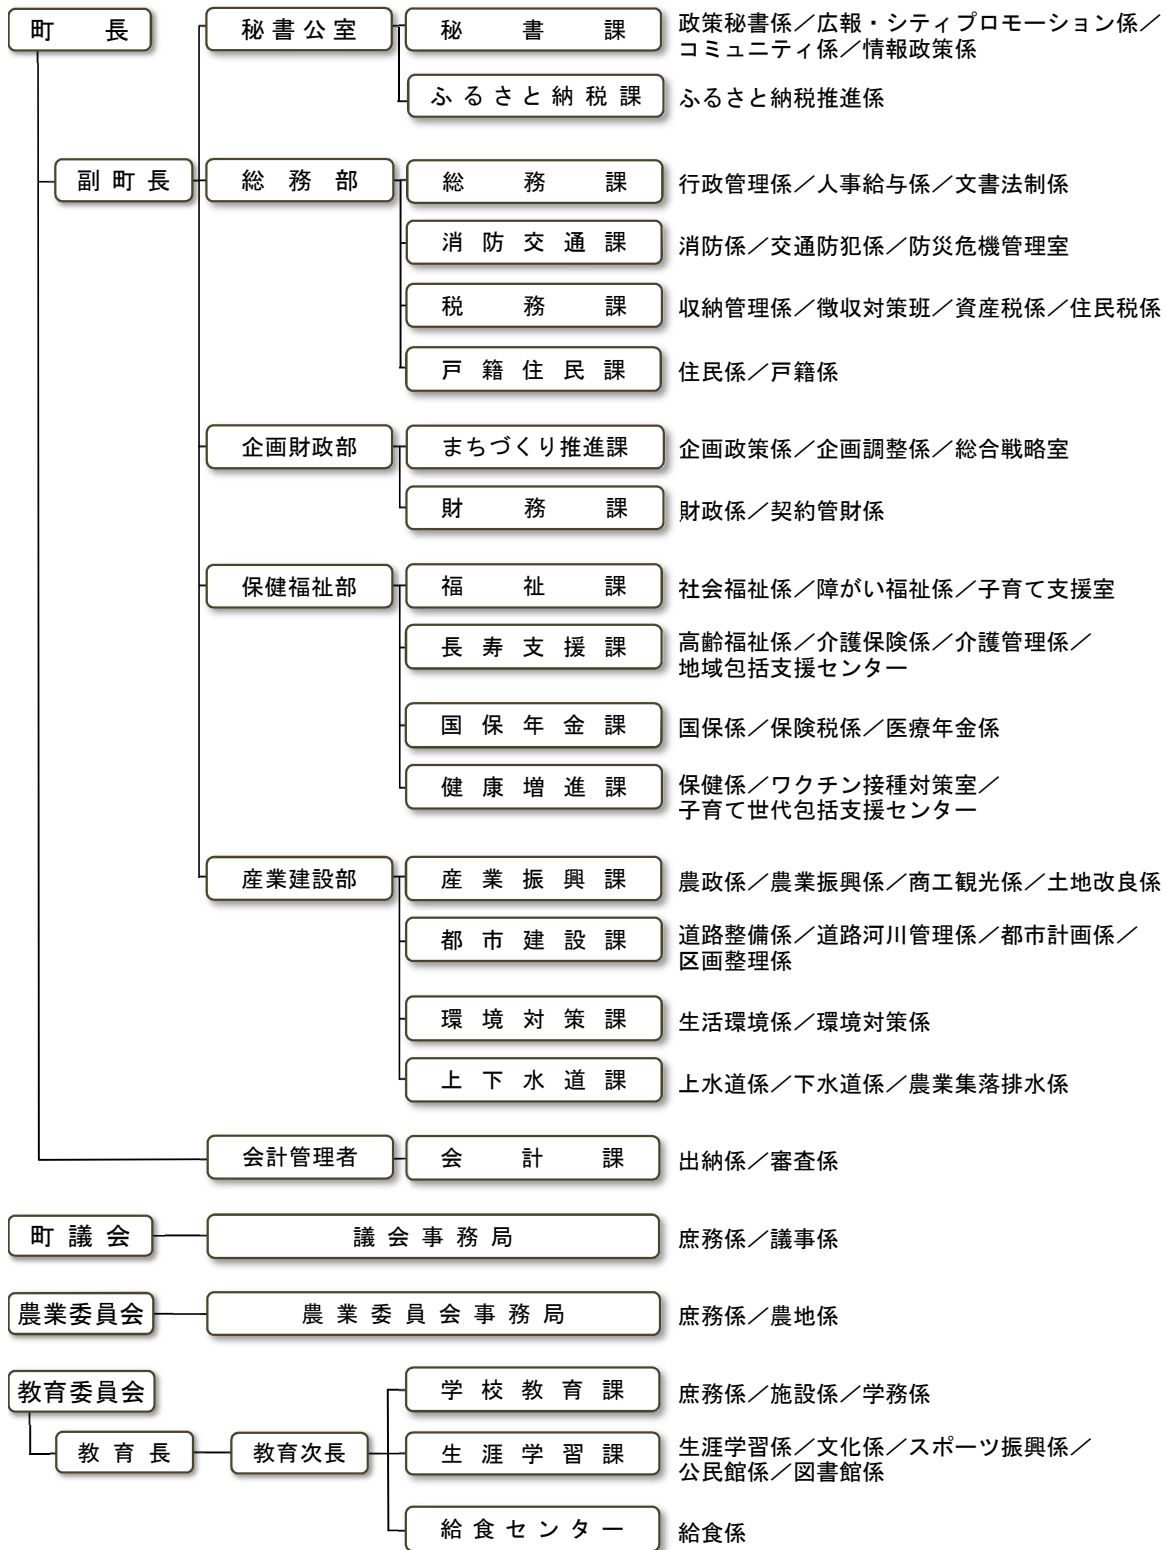 町長
秘書公室
秘書課
政策秘書係／広報・シティプロモーション係／
コミュニティ係／情報政策係
ふるさと納税課
ふるさと納税推進係
副町長
総務部
総務課
行政管理係／人事給与係／文書法制係
消防交通課
消防係／交通防犯係／防災危機管理室
税務課
収納管理係／徴収対策班／資産税係／住民税係
戸籍住民課
住民係／戸籍係
企画財政部
まちづくり推進課
企画政策係／企画調整係／総合戦略室
財務課
財政係／契約管財係
保健福祉部
福祉課
社会福祉係／障がい福祉係／子育て支援室
長寿支援課
高齢福祉係／介護保険係／介護管理係／
地域包括支援センター
国保年金課
国保係／保険税係／医療年金係
健康増進課
保健係／ワクチン接種対策室／
子育て世代包括支援センター
産業建設部
産業振興課
農政係／農業振興係／商工観光係／土地改良係
都市建設課
道路整備係／道路河川管理係／都市計画係／
区画整理係
環境対策課
生活環境係／環境対策係
上下水道課
上水道係／下水道係／農業集落排水係
会計管理者
会計課
出納係／審査係
町議会
議会事務局
庶務係／議事係
農業委員会
農業委員会事務局
庶務係／農地係
教育委員会
学校教育課
庶務係／施設係／学務係
教育長
教育次長
生涯学習課
生涯学習係／文化係／スポーツ振興係／
公民館係／図書館係
給食センター
給食係